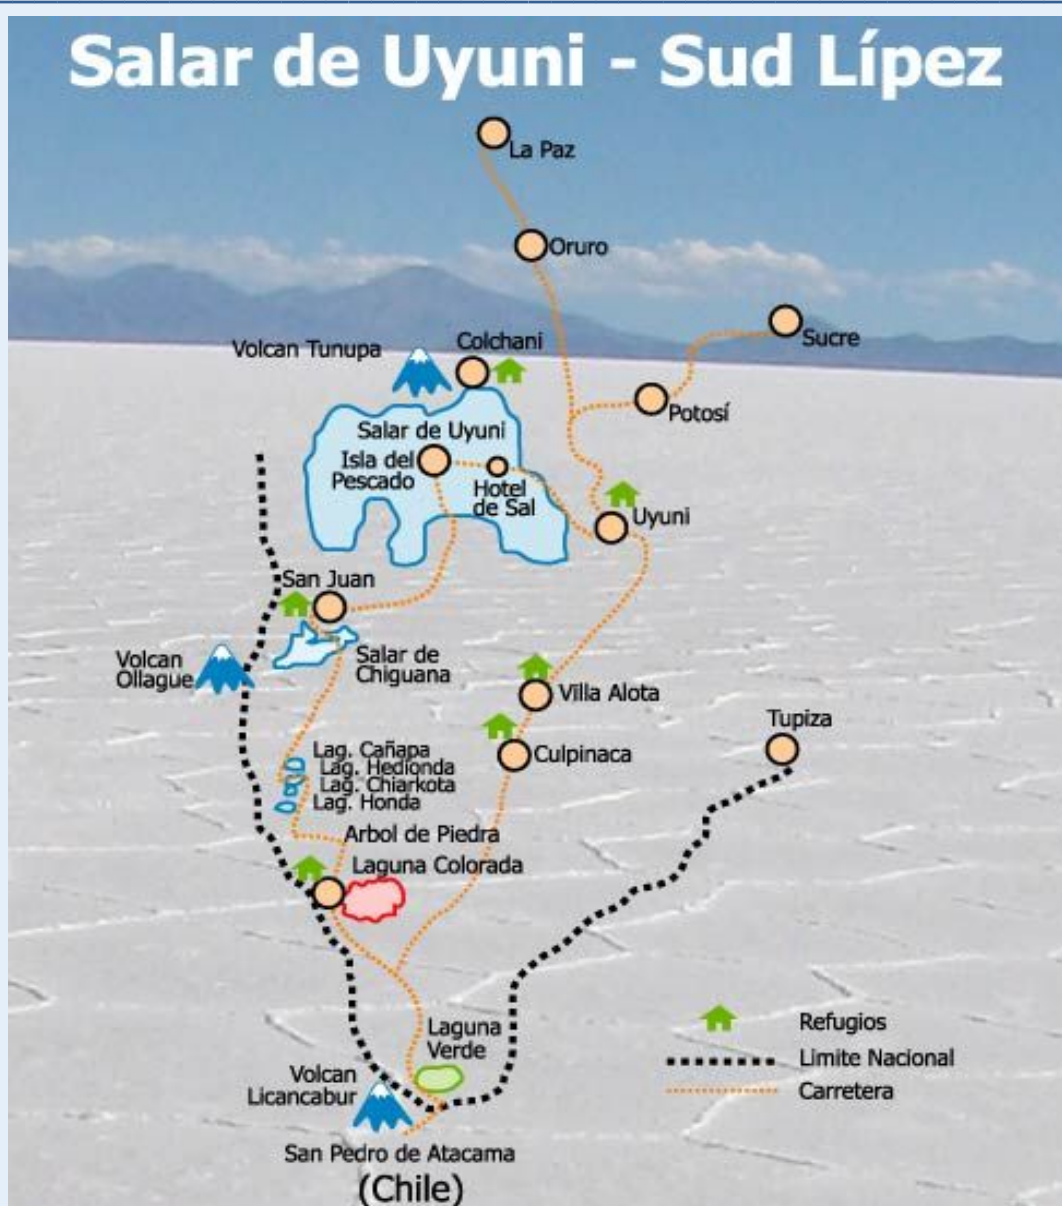 Salar de Uyuni - Sud Lípez
La Paz
Oruro
Sucre
Colchani
Volcan Tunupa
Potosí
Salar de Uyuni
Isla del
Pescado
Hotel
de Sal
Uyuni
San Juan
Salar de
Chiguana
Volcan
Ollague
Villa Alota
Tupiza
Culpinaca
Lag. Cañapa
Lag. Hedionda
Lag. Chiarkota
Lag. Honda
Arbol de Piedra
Laguna Colorada
Laguna
Verde
Refugios
Limite Nacional
Carretera
Volcan
Licancabur
San Pedro de Atacama
(Chile)